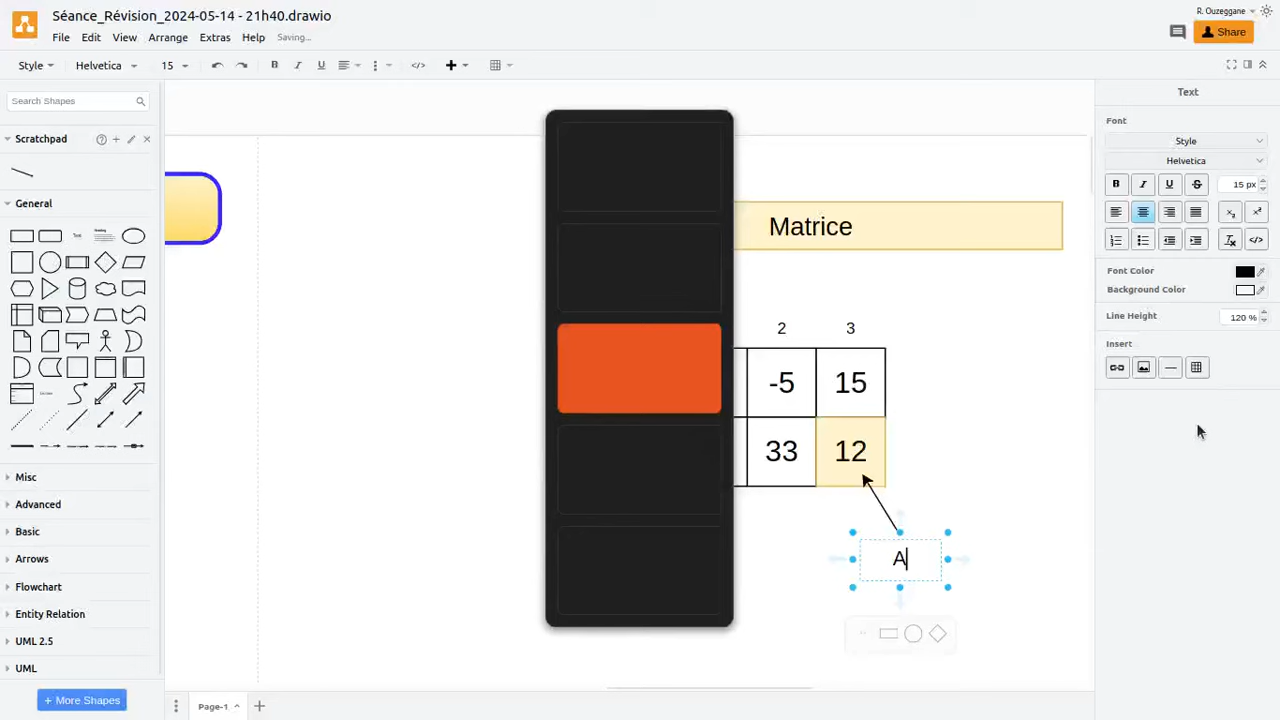 Séance_Révision_2024-05-14 - 21h40.drawio
R. Ouzeggane
File Edit View Arrange Extras Help Saving...
Share
Style Helvetica 15
Search Shapes
Scratchpad
General
Text
Heading
Misc
Advanced
Basic
Arrows
Flowchart
Entity Relation
UML 2.5
UML
+ More Shapes
Page-1
Matrice
2 3
-5 15
33 12
A
Text
Font
Style
Helvetica
B I U S 15 px
Font Color
Background Color
Line Height 120 %
Insert